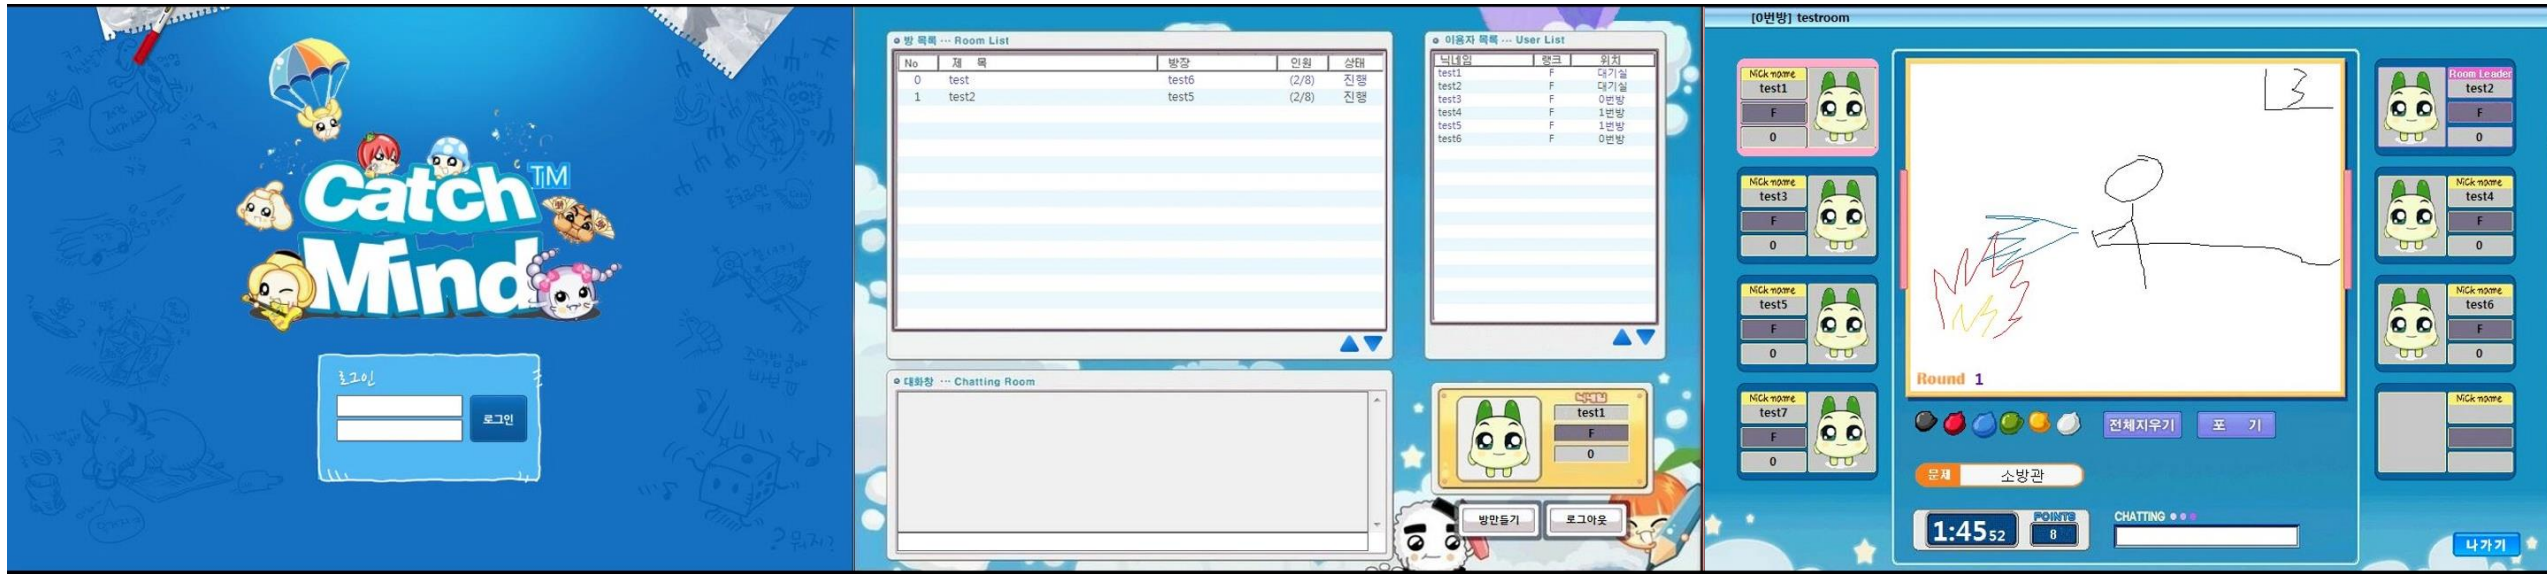 Catch™
Mind
로그인
로그인
방 목록 ··· Room List
No 제 목 방장 인원 상태
0 test test6 (2/8) 진행
1 test2 test5 (2/8) 진행
이용자 목록 ··· User List
닉네임 랭크 위치
test1 F 대기실
test2 F 대기실
test3 F 0번방
test4 F 1번방
test5 F 1번방
test6 F 0번방
대화창 ··· Chatting Room
닉네임
test1
F
0
방만들기
로그아웃
[0번방] testroom
Nick name
test1
F
0
Nick name
test3
F
0
Nick name
test5
F
0
Nick name
test7
F
0
3
Round 1
Room Leader
test2
F
0
Nick name
test4
F
0
Nick name
test6
F
0
Nick name
전체지우기
포 기
문제 소방관
1:45 52
POINTS
8
CHATTING
나가기